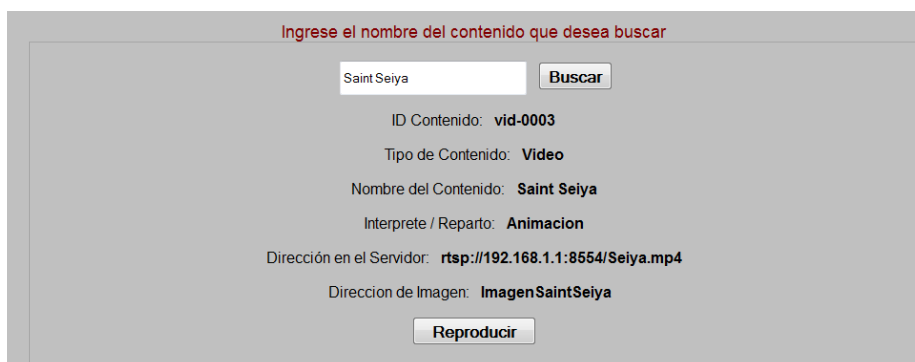 Ingrese el nombre del contenido que desea buscar
Saint Seiya Buscar
ID Contenido: vid-0003
Tipo de Contenido: Video
Nombre del Contenido: Saint Seiya
Interprete / Reparto: Animacion
Dirección en el Servidor: rtsp://192.168.1.1:8554/Seiya.mp4
Direccion de Imagen: ImagenSaintSeiya
Reproducir